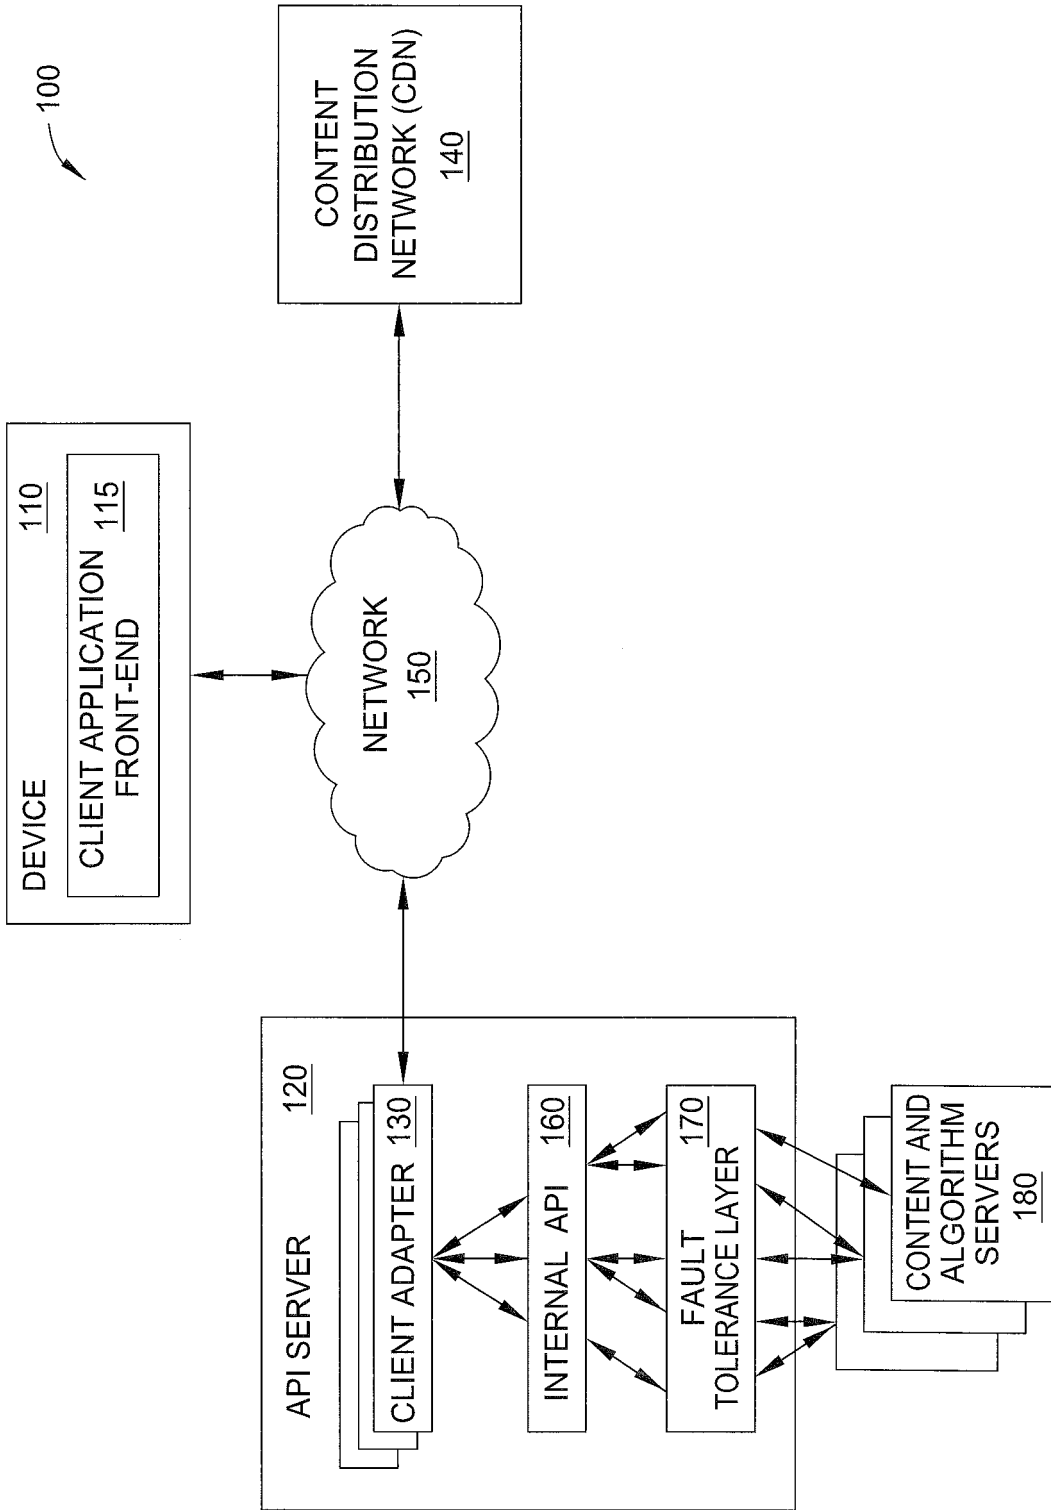 100
DEVICE
110
CLIENT APPLICATION
FRONT-END
115
API SERVER
120
CLIENT ADAPTER
130
NETWORK
150
CONTENT
DISTRIBUTION
NETWORK (CDN)
140
INTERNAL API
160
FAULT
TOLERANCE LAYER
170
CONTENT AND
ALGORITHM
SERVERS
180